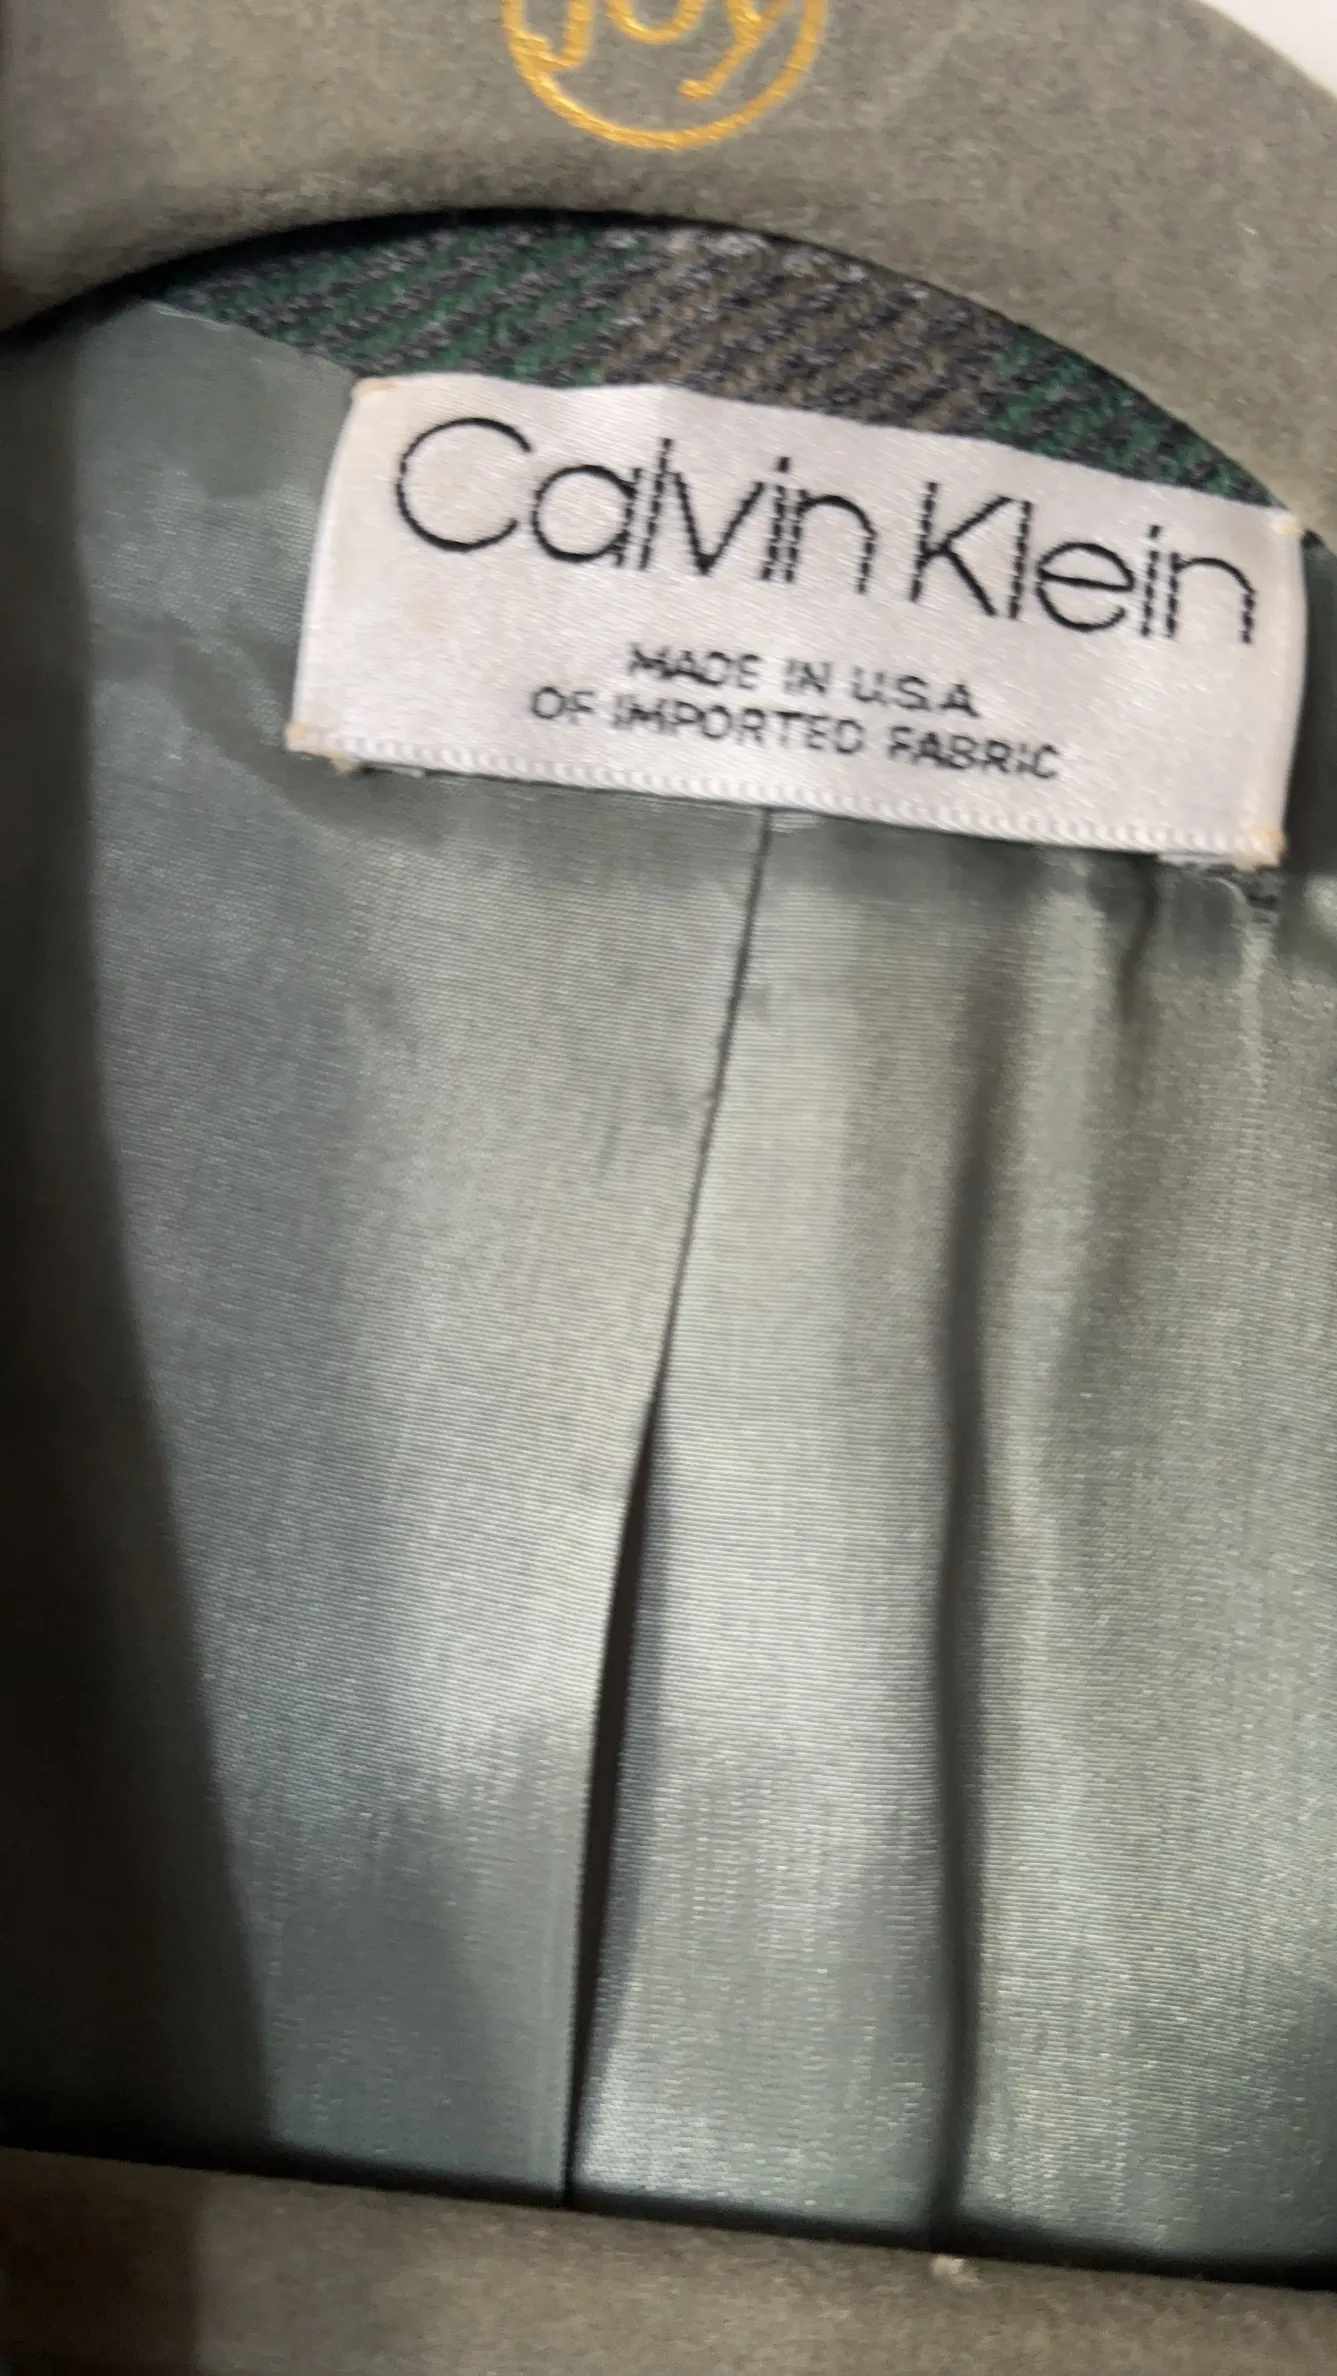 Joy
Calvin Klein
MADE IN U.S.A
OF IMPORTED FABRIC